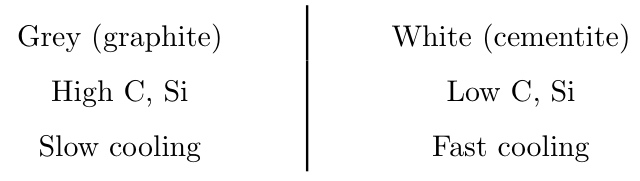 Grey (graphite) White (cementite)
High C, Si Low C, Si
Slow cooling Fast cooling